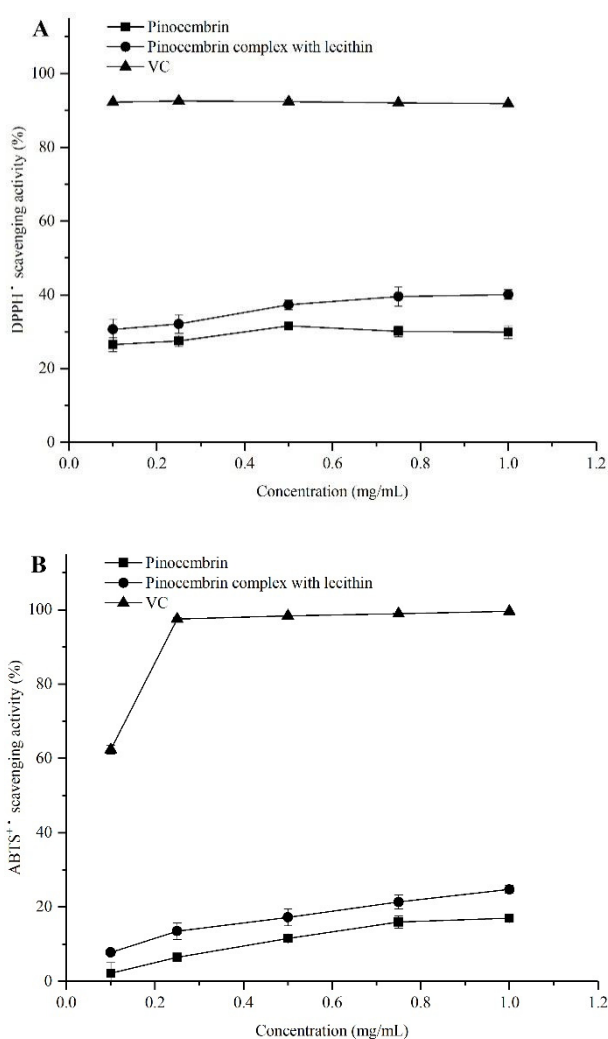 A
Pinocembrin
Pinocembrin complex with lecithin
VC
100
80
60
40
20
0
DPPH• scavenging activity (%)
0.0 0.2 0.4 0.6 0.8 1.0 1.2
Concentration (mg/mL)
B
Pinocembrin
Pinocembrin complex with lecithin
VC
100
80
60
40
20
0
ABTS+• scavenging activity (%)
0.0 0.2 0.4 0.6 0.8 1.0 1.2
Concentration (mg/mL)